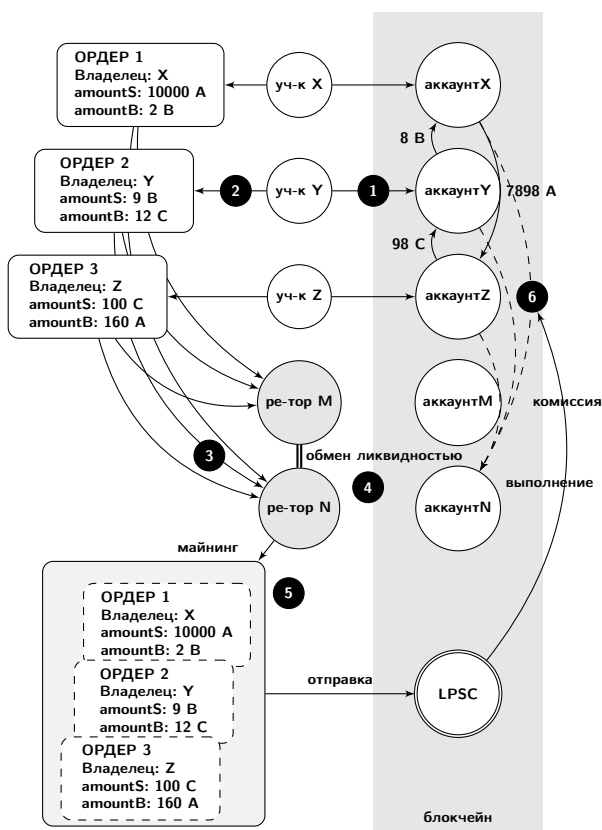 ОРДЕР 1
Владелец: X
amountS: 10000 A
amountB: 2 B
уч-к X
аккаунтX
8 B
ОРДЕР 2
Владелец: Y
amountS: 9 B
amountB: 12 C
2
уч-к Y
1
аккаунтY
7898 A
98 C
ОРДЕР 3
Владелец: Z
amountS: 100 C
amountB: 160 A
уч-к Z
аккаунтZ
6
ре-тор M
аккаунтM
комиссия
3
обмен ликвидностью
4
выполнение
ре-тор N
аккаунтN
майнинг
5
ОРДЕР 1
Владелец: X
amountS: 10000 A
amountB: 2 B
ОРДЕР 2
Владелец: Y
amountS: 9 B
amountB: 12 C
отправка
LPSC
ОРДЕР 3
Владелец: Z
amountS: 100 C
amountB: 160 A
блокчейн